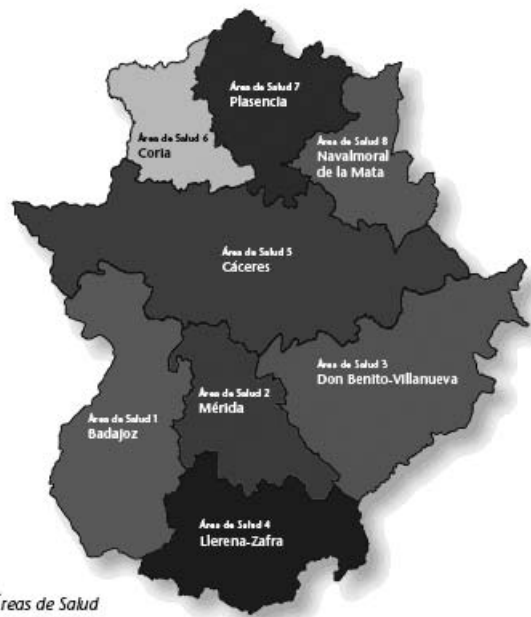 Área de Salud 7
Plasencia
Área de Salud 6
Coria
Área de Salud 8
Navalmoral
de la Mata
Área de Salud 5
Cáceres
Área de Salud 3
Don Benito-Villanueva
Área de Salud 2
Mérida
Área de Salud 1
Badajoz
Área de Salud 4
Llerena-Zafra
Áreas de Salud